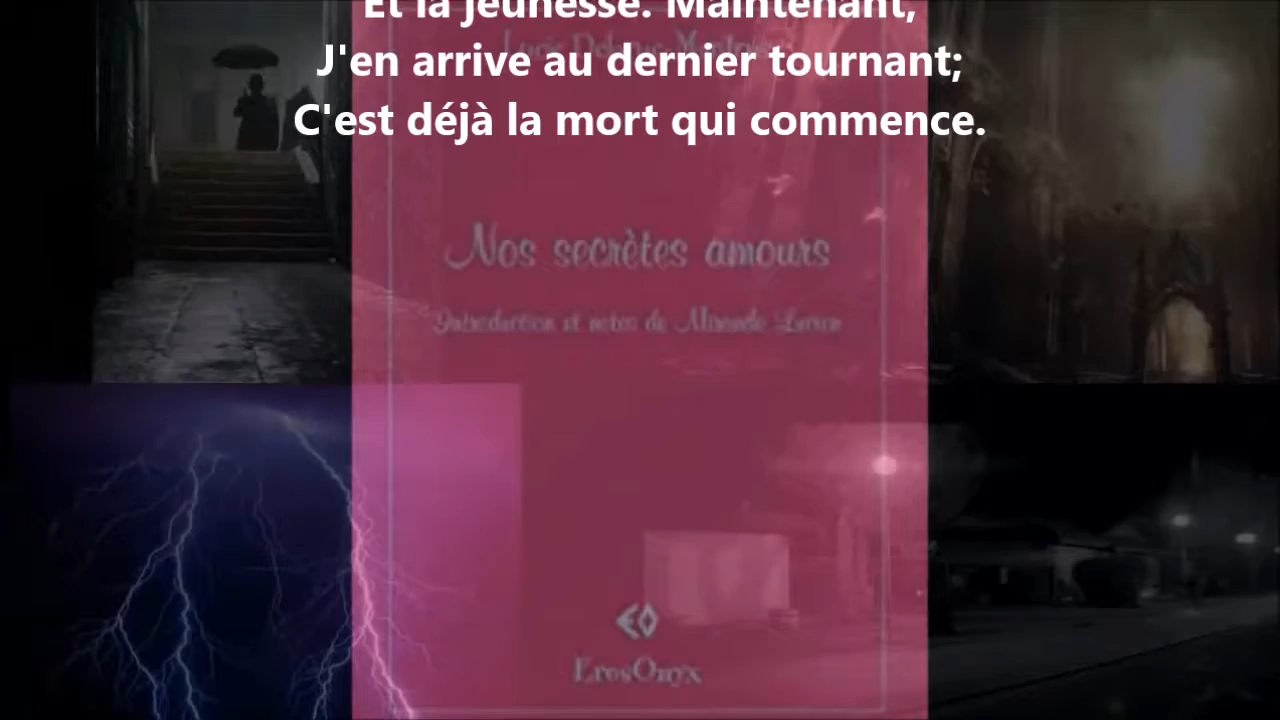 Et la jeunesse. Maintenant,
J'en arrive au dernier tournant;
C'est déjà la mort qui commence.
Nos secrètes amours
Introduction et notes de
EO
ErosOnyx